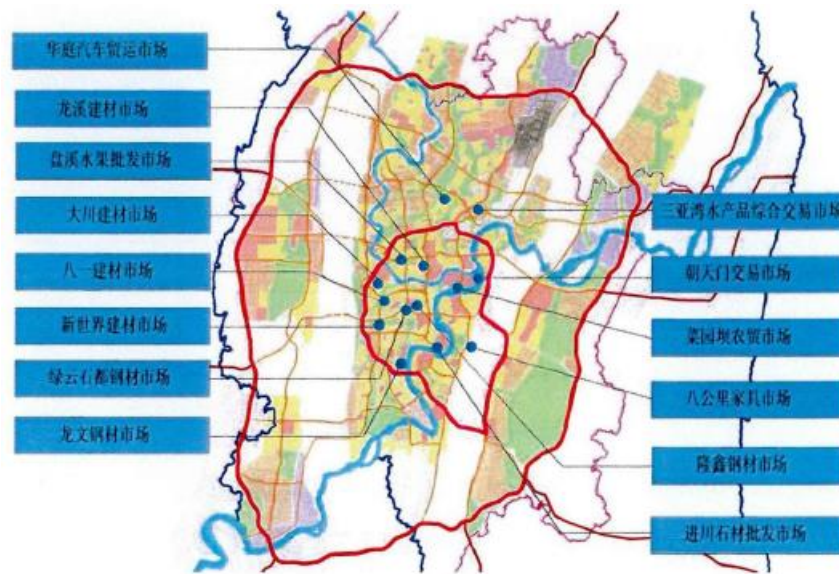 华庭汽车贸运市场
龙溪建材市场
盘溪水果批发市场
大川建材市场
八一建材市场
新世界建材市场
绿云石都钢材市场
龙文钢材市场
三亚湾水产品综合交易市场
朝天门交易市场
菜园坝农贸市场
八公里家具市场
隆鑫钢材市场
进川石材批发市场